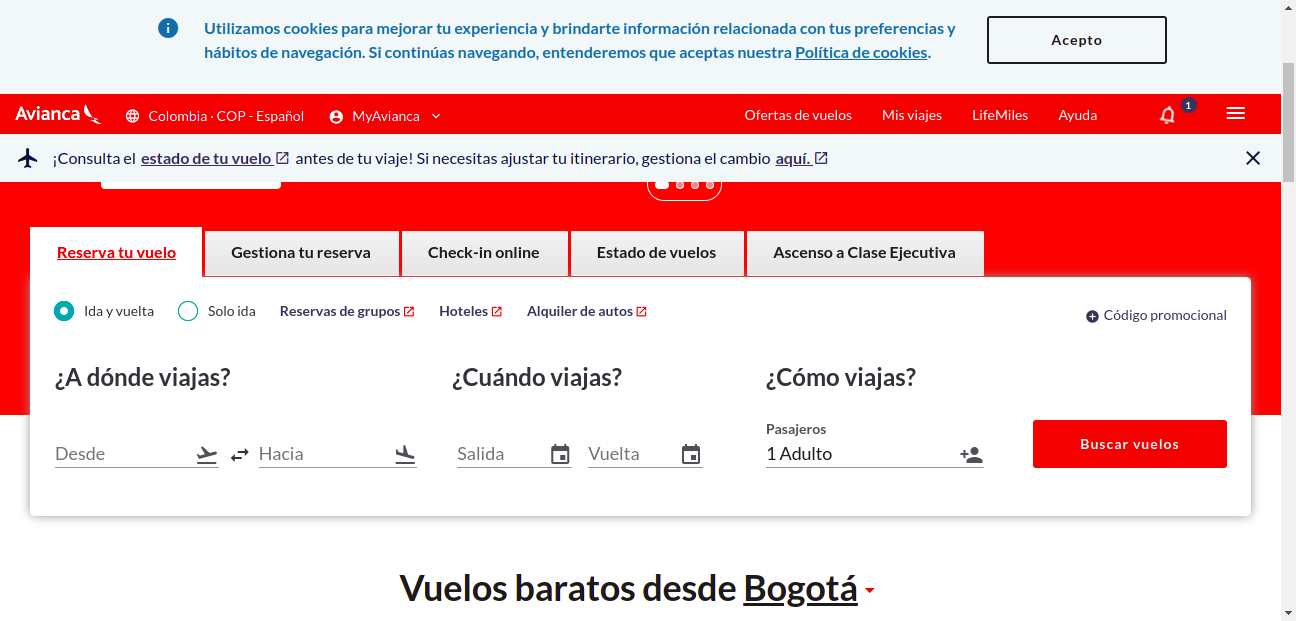 Utilizamos cookies para mejorar tu experiencia y brindarte información relacionada con tus preferencias y
hábitos de navegación. Si continúas navegando, entenderemos que aceptas nuestra Política de cookies.
Acepto
Avianca
Colombia · COP - Español
MyAvianca
Ofertas de vuelos
Mis viajes
LifeMiles
Ayuda
1
¡Consulta el estado de tu vuelo antes de tu viaje! Si necesitas ajustar tu itinerario, gestiona el cambio aquí.
Reserva tu vuelo
Gestiona tu reserva
Check-in online
Estado de vuelos
Ascenso a Clase Ejecutiva
Ida y vuelta
Solo ida
Reservas de grupos
Hoteles
Alquiler de autos
Código promocional
¿A dónde viajas?
¿Cuándo viajas?
¿Cómo viajas?
Pasajeros
Desde
Hacia
Salida
Vuelta
1 Adulto
Buscar vuelos
Vuelos baratos desde Bogotá